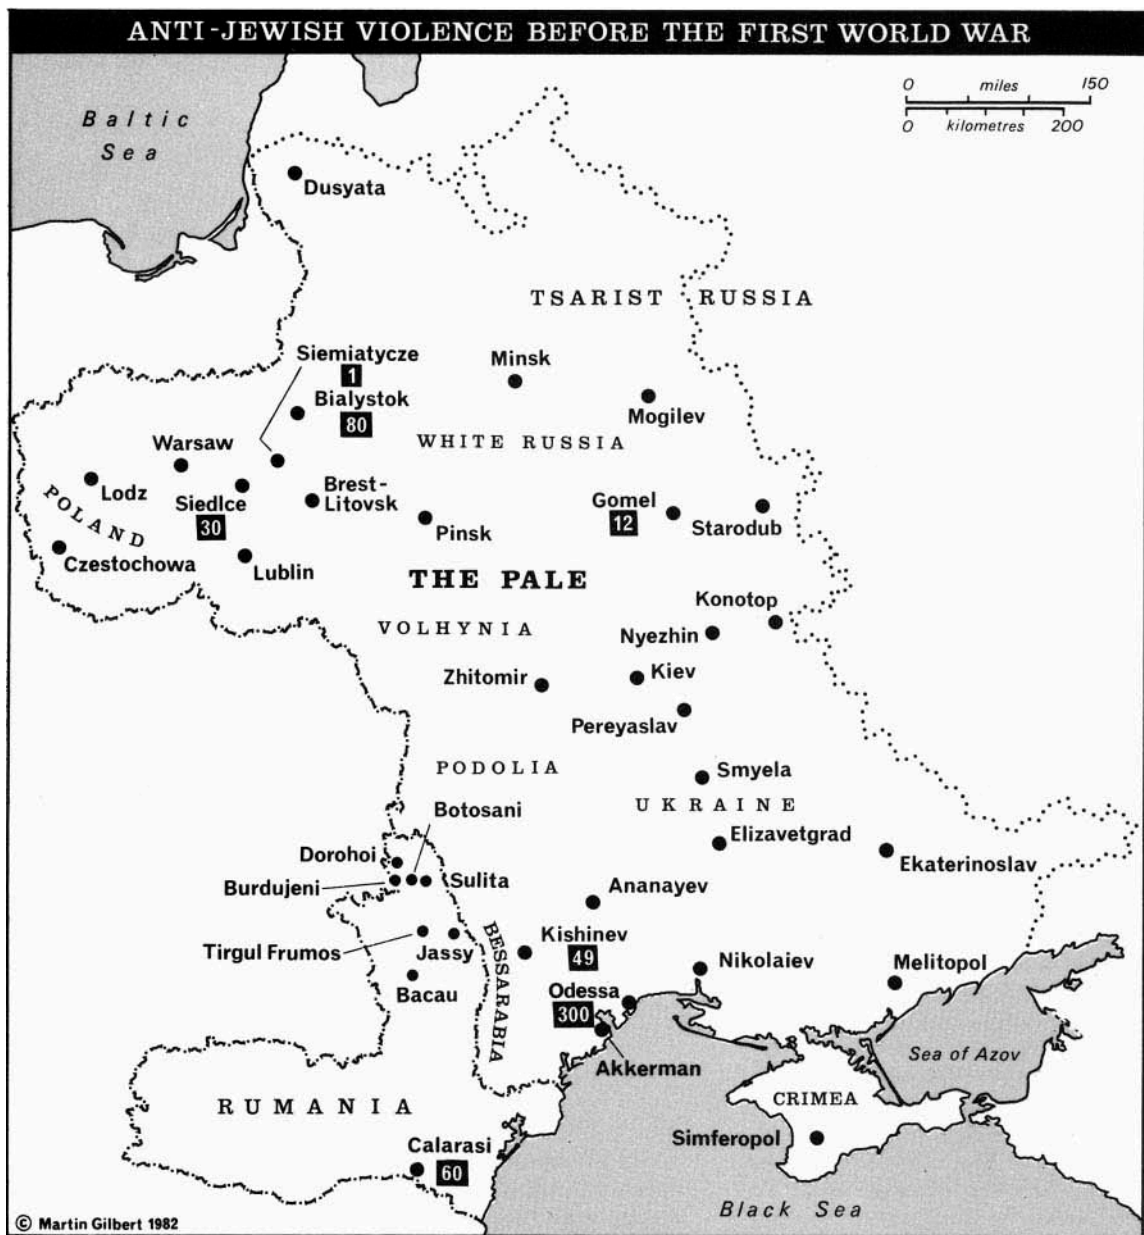 ANTI-JEWISH VIOLENCE BEFORE THE FIRST WORLD WAR
0 miles 150
0 kilometres 200
Baltic
Sea
Dusyata
TSARIST RUSSIA
Siemiatycze
1
Minsk
Bialystok
80
Mogilev
WHITE RUSSIA
Warsaw
Lodz
Siedlce
30
Brest-
Litovsk
Gomel
12
Starodub
POLAND
Pinsk
Czestochowa
Lublin
THE PALE
Konotop
VOLHYNIA
Nyezhin
Zhitomir
Kiev
Pereyaslav
PODOLIA
Smyela
UKRAINE
Botosani
Elizavetgrad
Dorohoi
Ekaterinoslav
Burdujeni
Sulita
Ananayev
BESSARABIA
Tirgul Frumos
Jassy
Kishinev
49
Nikolaiev
Melitopol
Bacau
Odessa
300
Akkerman
Sea of Azov
CRIMEA
RUMANIA
Simferopol
Calarasi
60
Black Sea
© Martin Gilbert 1982